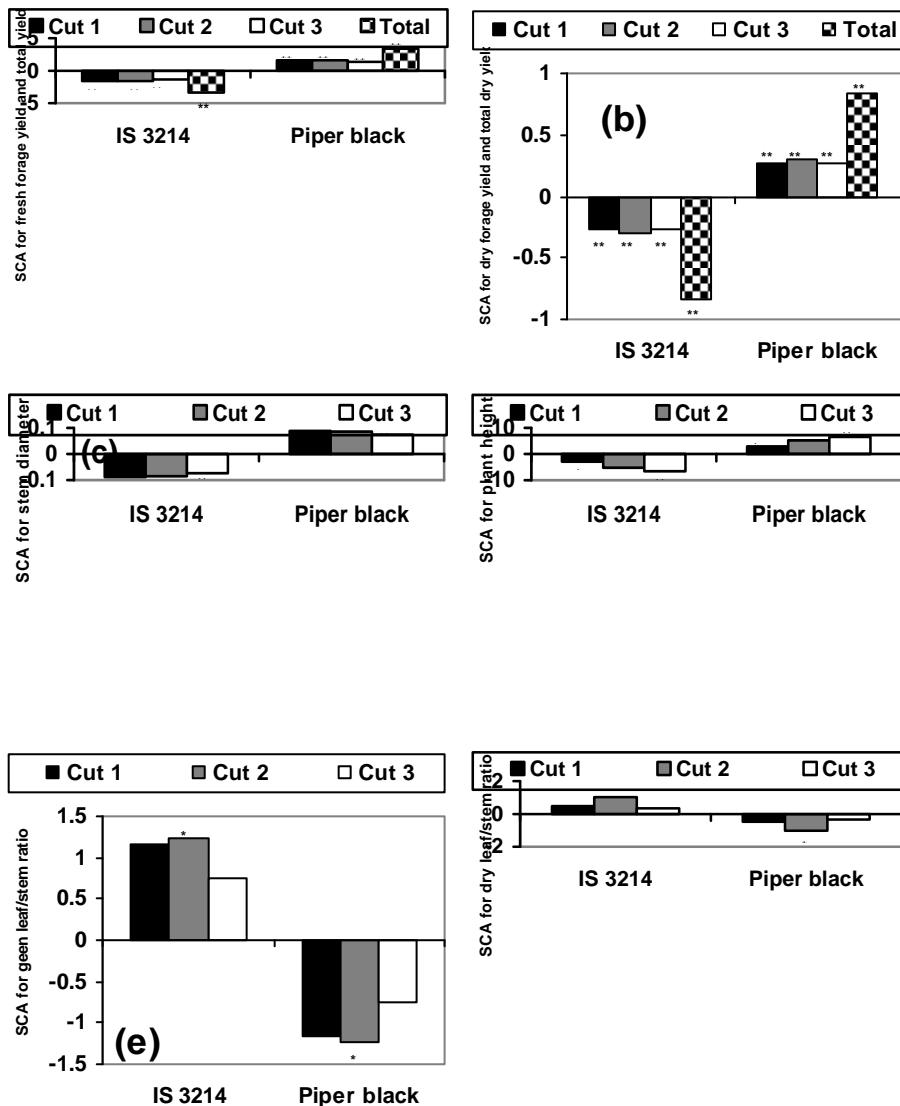 Cut 1 Cut 2 Cut 3 Total
SCA for fresh forage yield and total yield
5
0
5
** ** ** **
**
IS 3214 Piper black
Cut 1 Cut 2 Cut 3 Total
SCA for dry forage yield and total dry yield
1
0.5
0
-0.5
-1
(b)
** ** ** **
** ** ** **
IS 3214 Piper black
Cut 1 Cut 2 Cut 3
SCA for stem diameter
0.1
0
0.1
(c)
IS 3214 Piper black
Cut 1 Cut 2 Cut 3
SCA for plant height
10
0
10
IS 3214 Piper black
Cut 1 Cut 2 Cut 3
SCA for geen leaf/stem ratio
1.5
1
0.5
0
-0.5
-1
-1.5
*
*
(e)
IS 3214 Piper black
Cut 1 Cut 2 Cut 3
SCA for dry leaf/stem ratio
2
0
2
IS 3214 Piper black